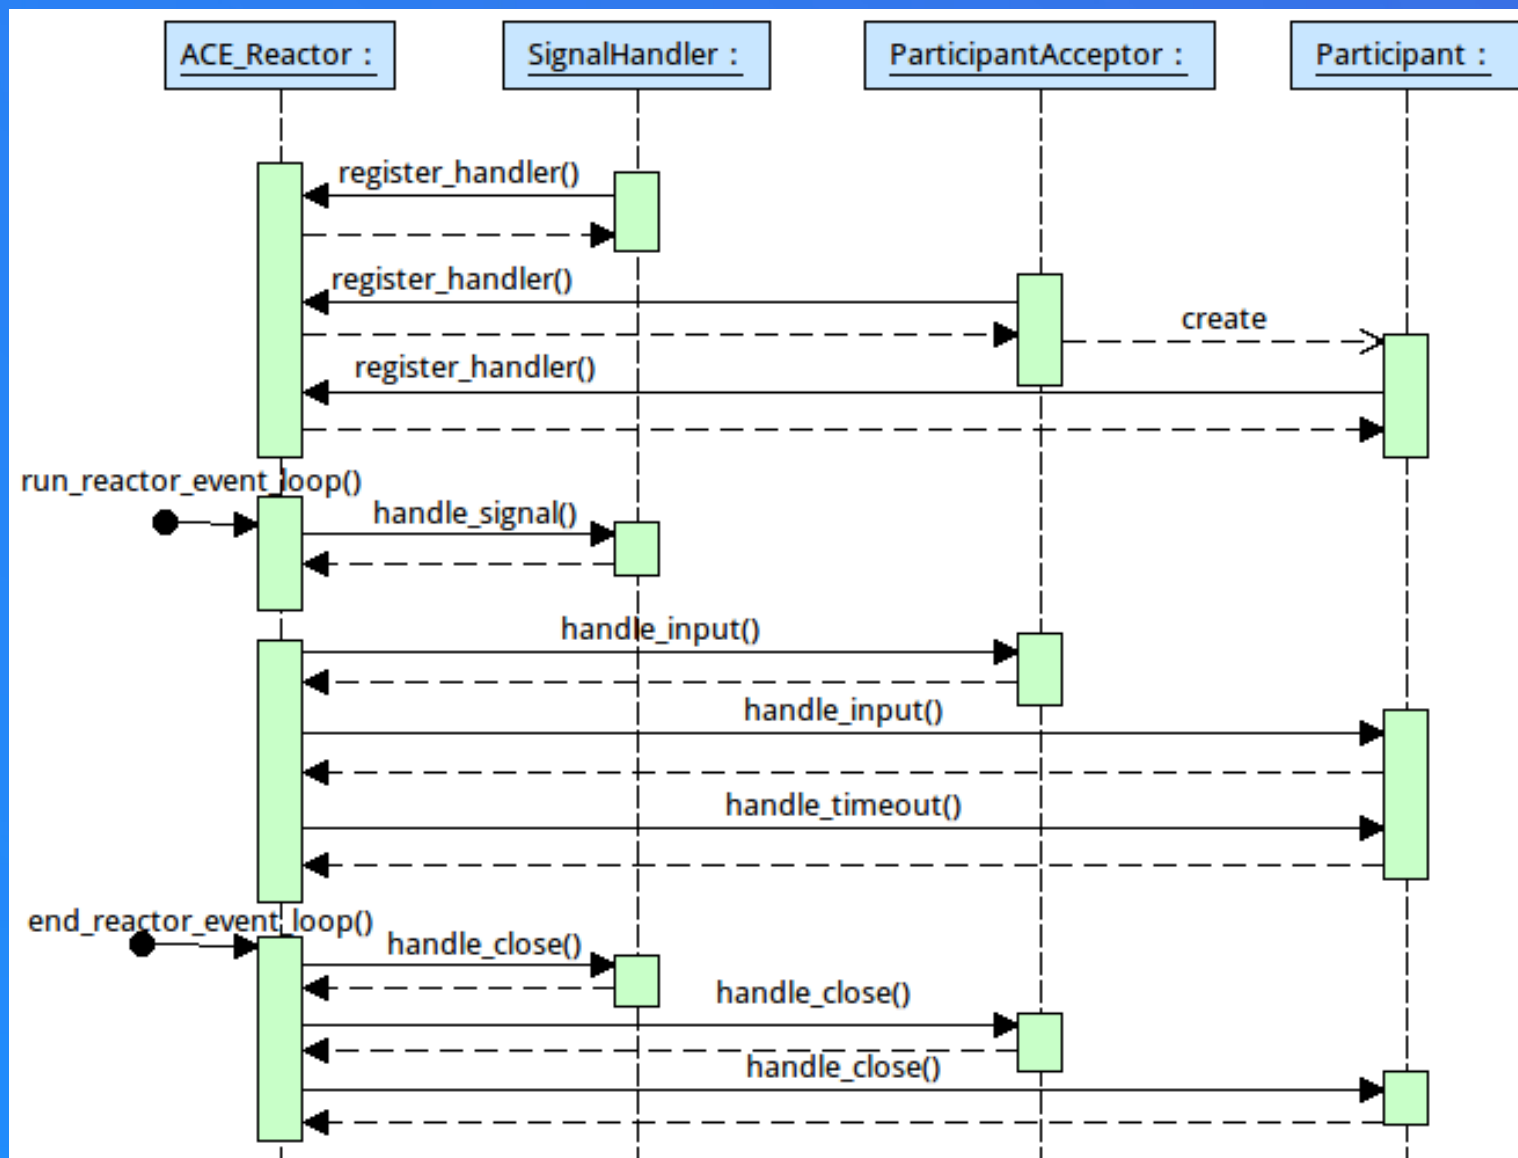 ACE_Reactor : SignalHandler : ParticipantAcceptor : Participant :
register_handler()
register_handler()
create
register_handler()
run_reactor_event_loop()
handle_signal()
handle_input()
handle_input()
handle_timeout()
end_reactor_event_loop()
handle_close()
handle_close()
handle_close()